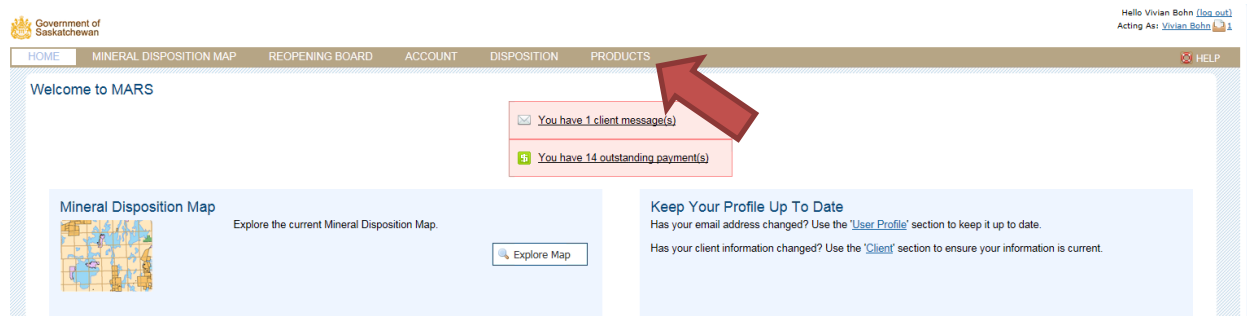 Government of
Saskatchewan
Hello Vivian Bohn (log out)
Acting As: Vivian Bohn 1
HOME MINERAL DISPOSITION MAP REOPENING BOARD ACCOUNT DISPOSITION PRODUCTS HELP
Welcome to MARS
You have 1 client message(s)
$ You have 14 outstanding payment(s)
Mineral Disposition Map
Explore the current Mineral Disposition Map.
Explore Map
Keep Your Profile Up To Date
Has your email address changed? Use the 'User Profile' section to keep it up to date.
Has your client information changed? Use the 'Client' section to ensure your information is current.